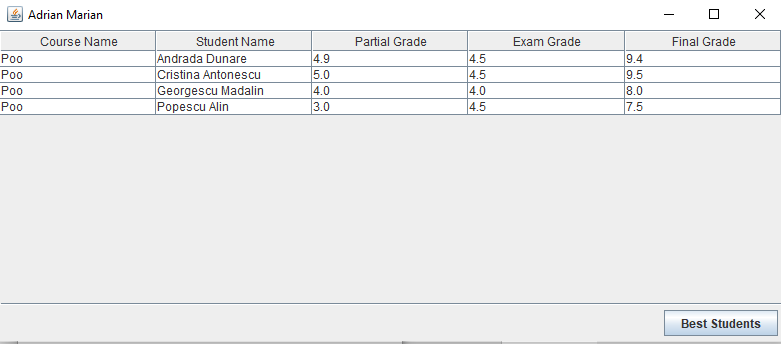 Adrian Marian
Course Name Student Name Partial Grade Exam Grade Final Grade
Poo Andrada Dunare 4.9 4.5 9.4
Poo Cristina Antonescu 5.0 4.5 9.5
Poo Georgescu Madalin 4.0 4.0 8.0
Poo Popescu Alin 3.0 4.5 7.5
Best Students